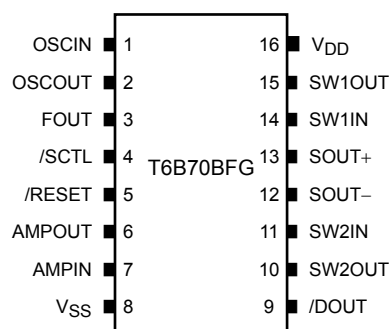 OSCIN 1 16 VDD
OSCOUT 2 15 SW1OUT
FOUT 3 14 SW1IN
/SCTL 4 13 SOUT+
T6B70BFG
/RESET 5 12 SOUT−
AMPOUT 6 11 SW2IN
AMPIN 7 10 SW2OUT
VSS 8 9 /DOUT